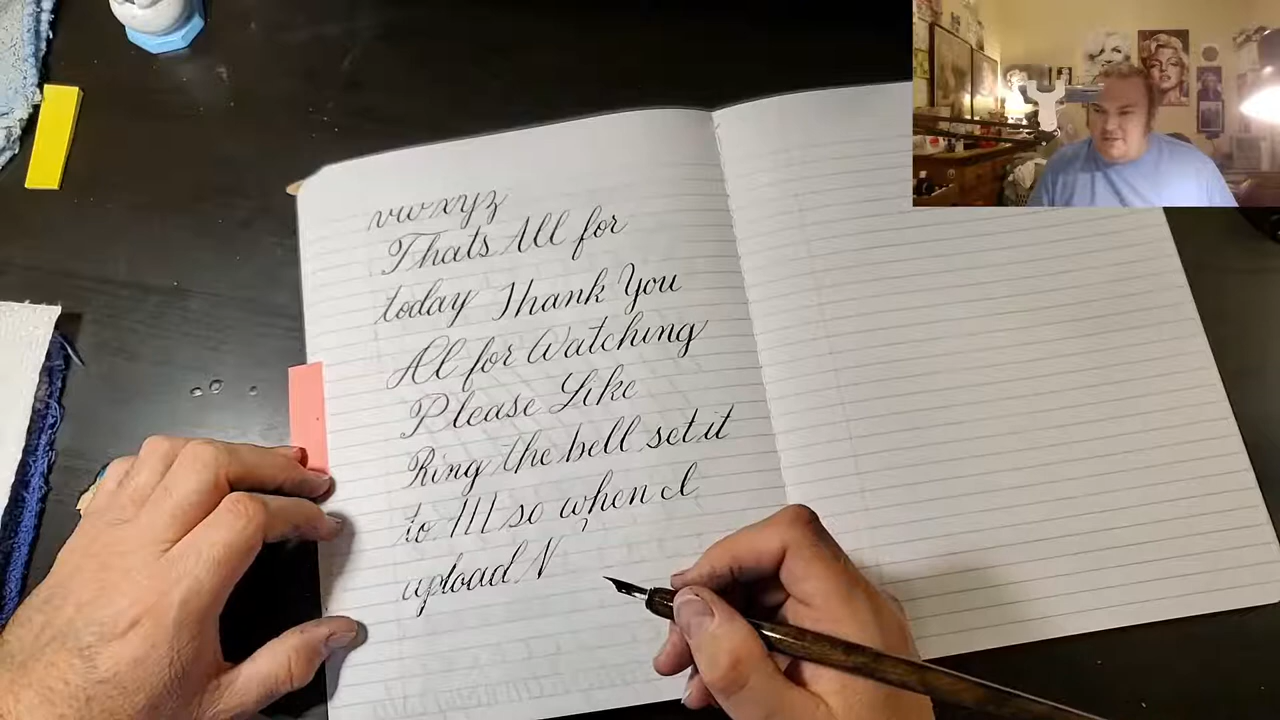 vwxyz
Thats All for
today Thank You
All for Watching
Please Like
Ring the bell set it
to All so when I
upload N